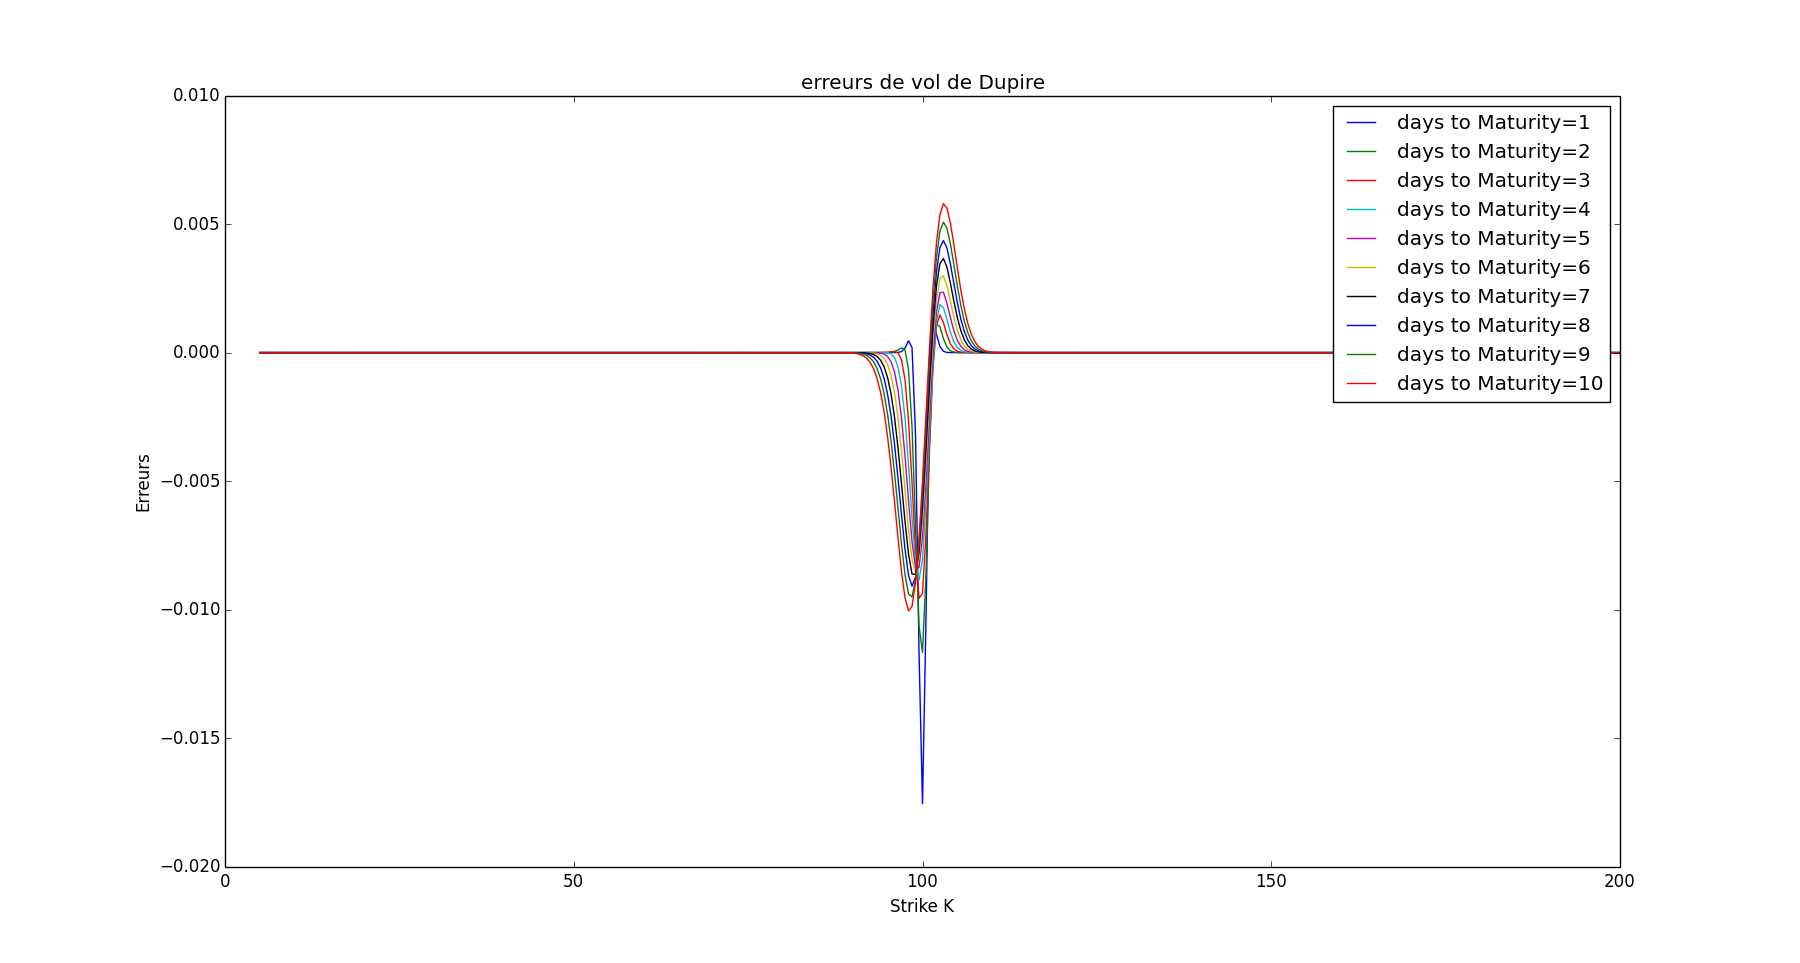 erreurs de vol de Dupire
0.010
0.005
0.000
−0.005
−0.010
−0.015
−0.020
Erreurs
0
50
100
150
200
Strike K
days to Maturity=1
days to Maturity=2
days to Maturity=3
days to Maturity=4
days to Maturity=5
days to Maturity=6
days to Maturity=7
days to Maturity=8
days to Maturity=9
days to Maturity=10